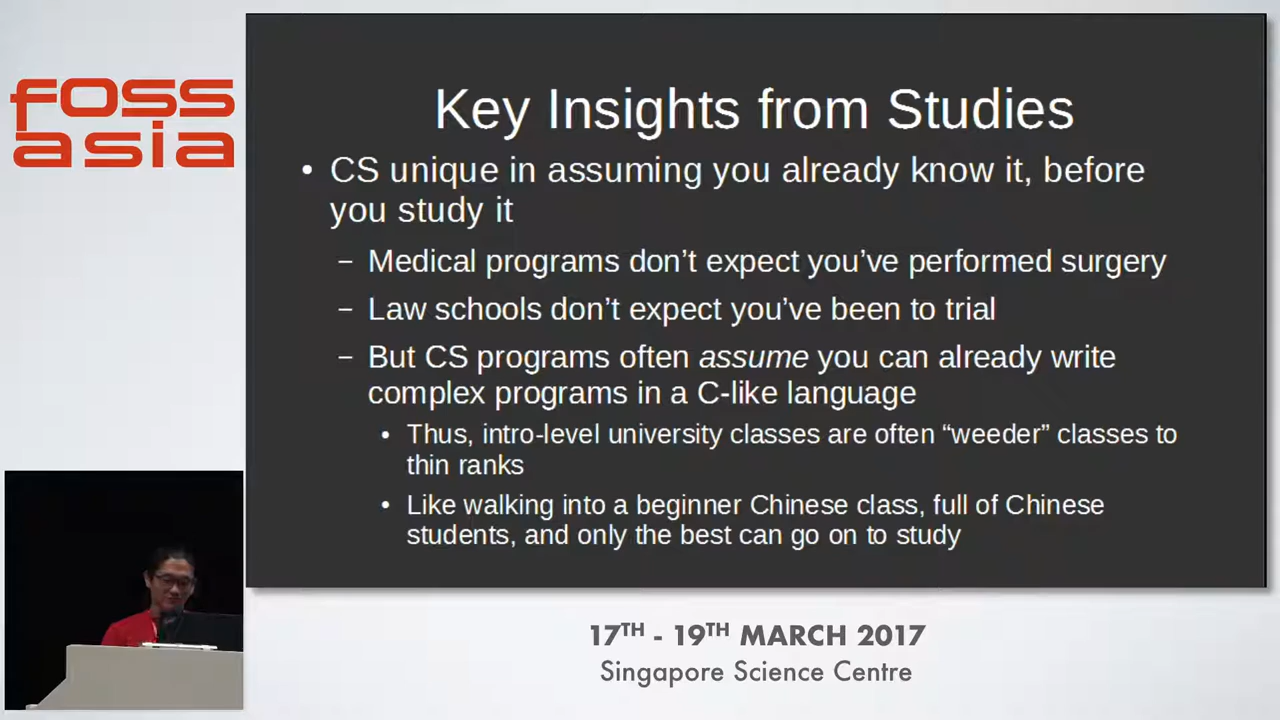 foss
asia
Key Insights from Studies
• CS unique in assuming you already know it, before
you study it
– Medical programs don’t expect you’ve performed surgery
– Law schools don’t expect you’ve been to trial
– But CS programs often assume you can already write
complex programs in a C-like language
• Thus, intro-level university classes are often “weeder” classes to
thin ranks
• Like walking into a beginner Chinese class, full of Chinese
students, and only the best can go on to study
17TH - 19TH MARCH 2017
Singapore Science Centre